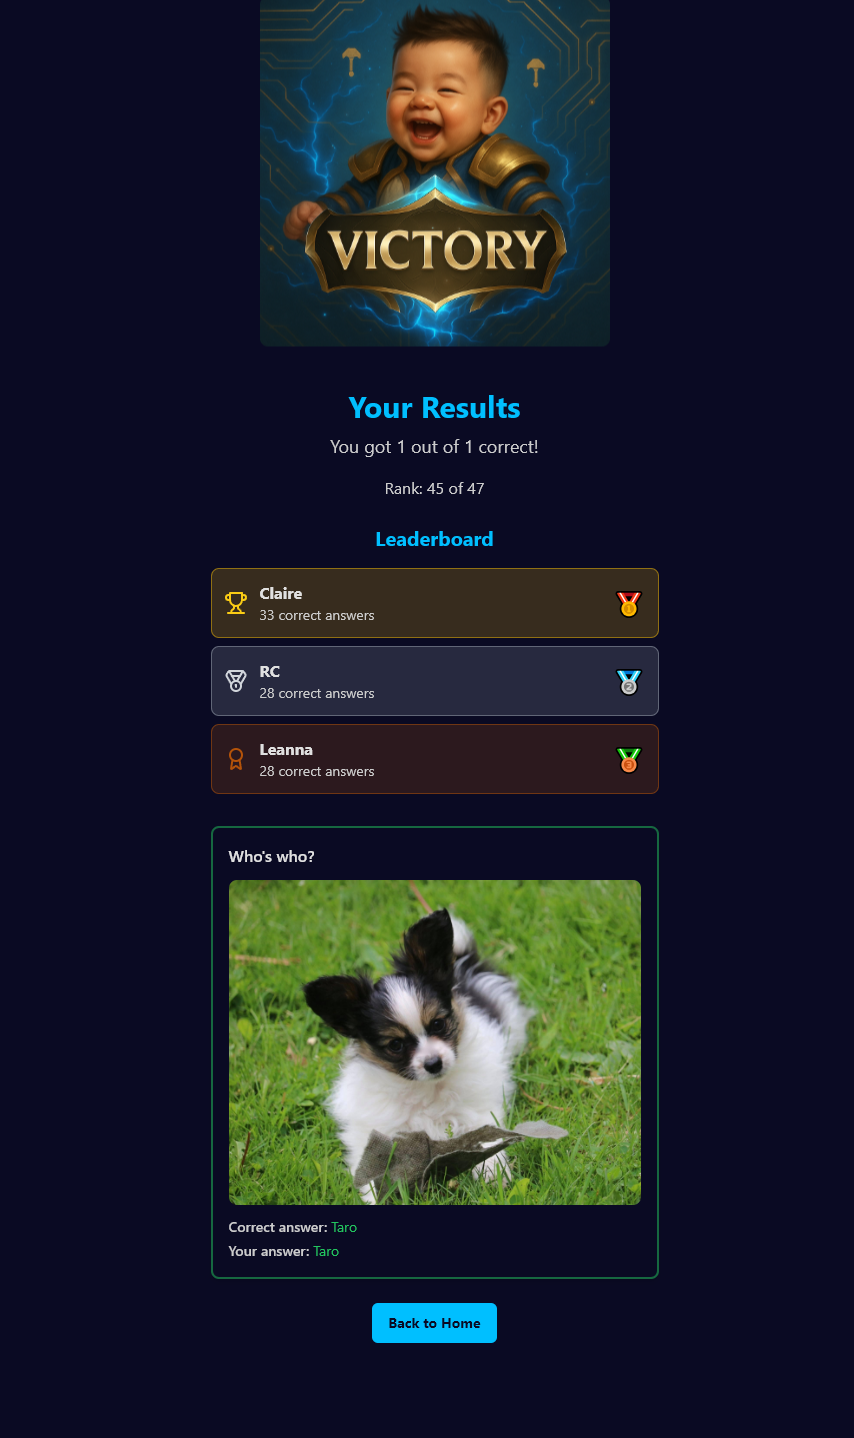 VICTORY
Your Results
You got 1 out of 1 correct!
Rank: 45 of 47
Leaderboard
Claire
33 correct answers
1
RC
28 correct answers
2
Leanna
28 correct answers
3
Who's who?
Correct answer: Taro
Your answer: Taro
Back to Home